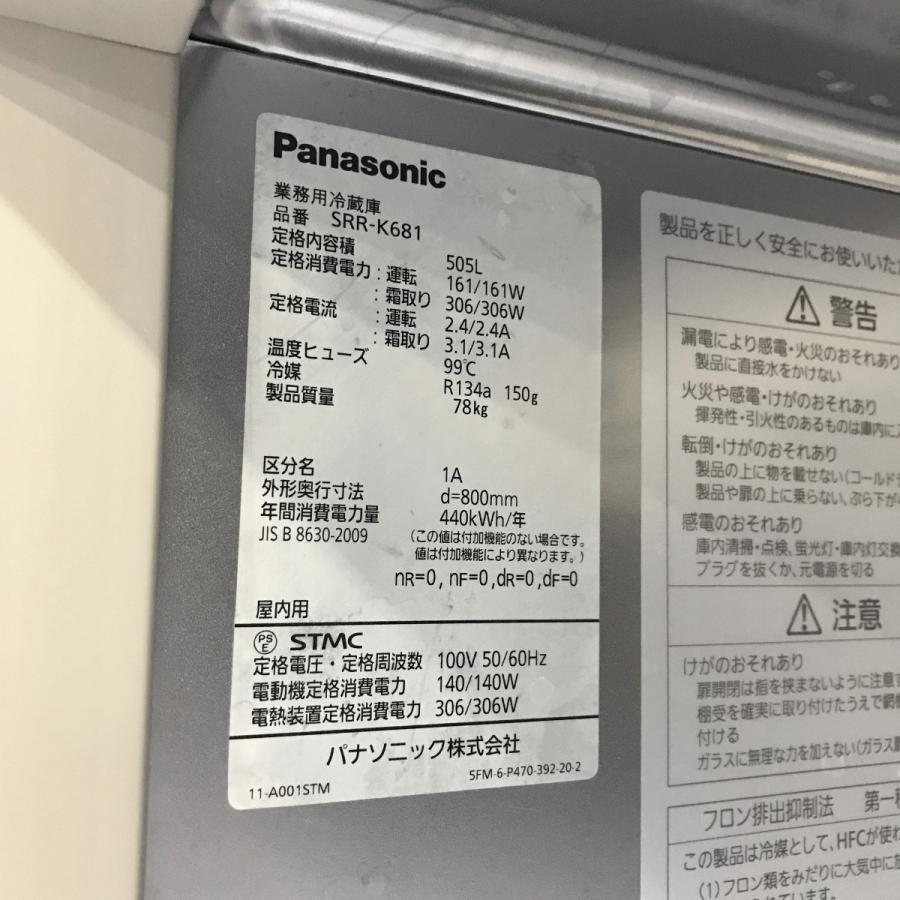 Panasonic
業務用冷蔵庫
品番 SRR-K681
定格内容積 505L
定格消費電力:運転 161/161W
:霜取り 306/306W
定格電流 :運転 2.4/2.4A
:霜取り 3.1/3.1A
温度ヒューズ 99℃
冷媒 R134a 150g
製品質量 78kg
区分名 1A
外形奥行寸法 d=800mm
年間消費電力量 440kWh/年
JIS B 8630-2009 (この値は付加機能のない場合です。
値は付加機能により異なります。)
nR=0, nF=0,dR=0,dF=0
屋内用
PSE STMC
定格電圧・定格周波数 100V 50/60Hz
電動機定格消費電力 140/140W
電熱装置定格消費電力 306/306W
パナソニック株式会社
11-A001STM 5FM-6-P470-392-20-2
製品を正しく安全にお使いいた
警告
漏電により感電・火災のおそれあり
製品に直接水をかけない
火災や感電・けがのおそれあり
揮発性・引火性のあるものは庫内に
転倒・けがのおそれあり
製品の上に物を載せない(コールド
製品や扉の上に乗らない、ぶら下が
感電のおそれあり
庫内清掃・点検、蛍光灯・庫内灯交換
プラグを抜くか、元電源を切る
注意
けがのおそれあり
扉開閉は指を挟まないように注意す
棚受を確実に取り付けたうえで網棚
付ける
ガラスに無理な力を加えない(ガラス扉
フロン排出抑制法 第一種
この製品は冷媒として、HFCが使わ
(1)フロン類をみだりに大気中に放
られています。